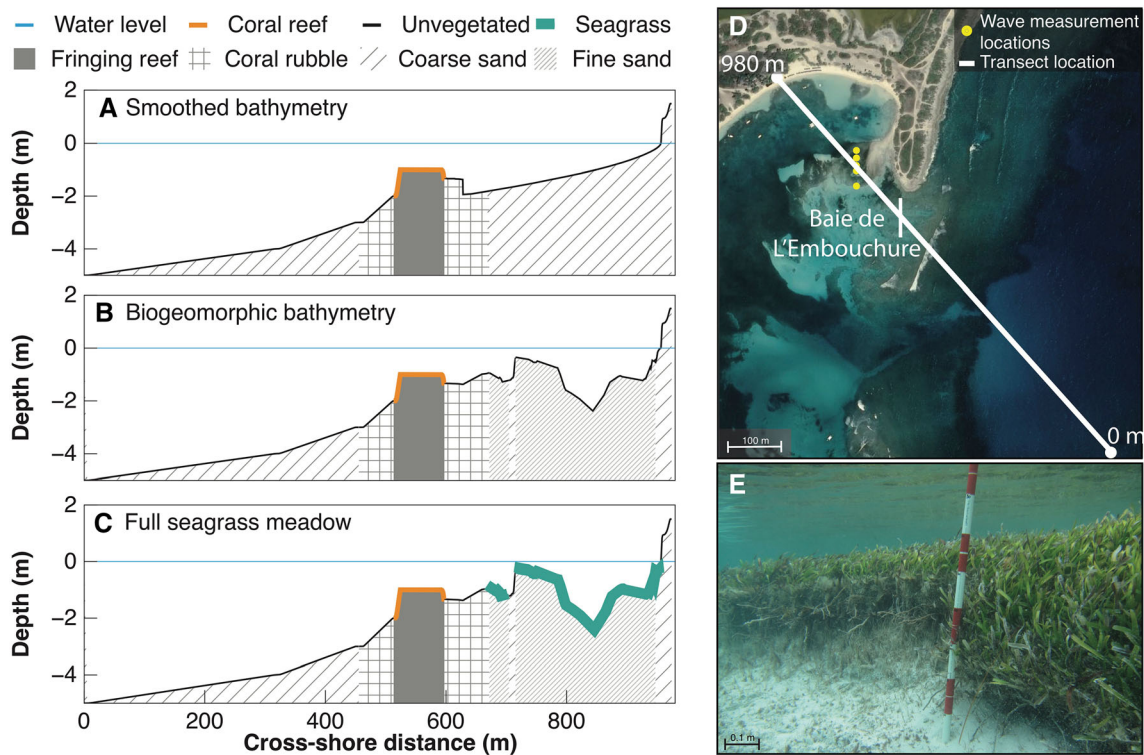 Water level Coral reef Unvegetated Seagrass
Fringing reef Coral rubble Coarse sand Fine sand
A Smoothed bathymetry
2
0
−2
−4
Depth (m)
B Biogeomorphic bathymetry
2
0
−2
−4
Depth (m)
C Full seagrass meadow
2
0
−2
−4
Depth (m)
0 200 400 600 800
Cross-shore distance (m)
D
Wave measurement
locations
Transect location
980 m
Baie de
L'Embouchure
0 m
100 m
E
0.1 m